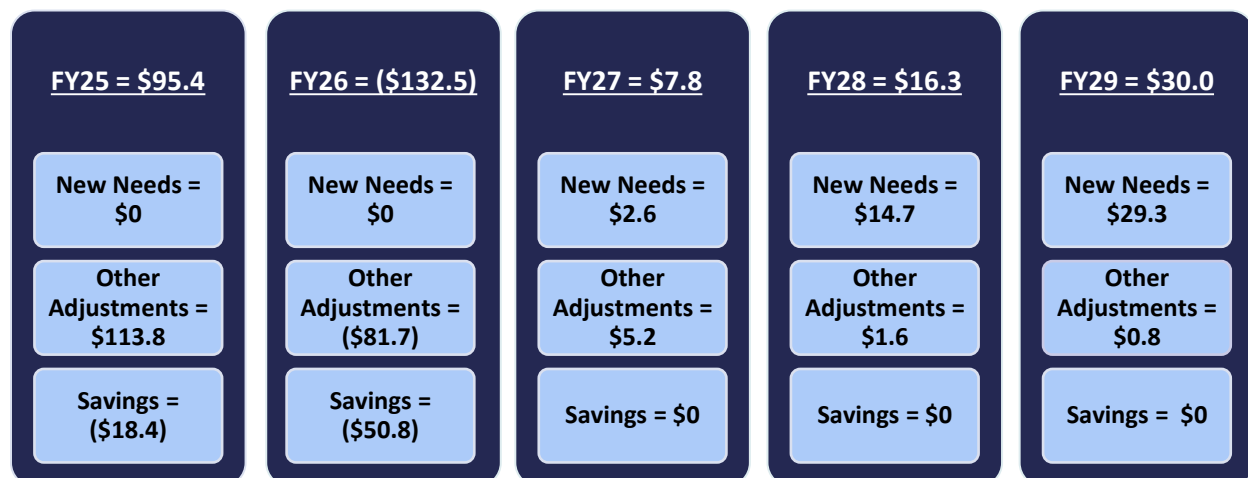 FY25 = $95.4
New Needs =
$0
Other
Adjustments =
$113.8
Savings =
($18.4)
FY26 = ($132.5)
New Needs =
$0
Other
Adjustments =
($81.7)
Savings =
($50.8)
FY27 = $7.8
New Needs =
$2.6
Other
Adjustments =
$5.2
Savings = $0
FY28 = $16.3
New Needs =
$14.7
Other
Adjustments =
$1.6
Savings = $0
FY29 = $30.0
New Needs =
$29.3
Other
Adjustments =
$0.8
Savings =  $0